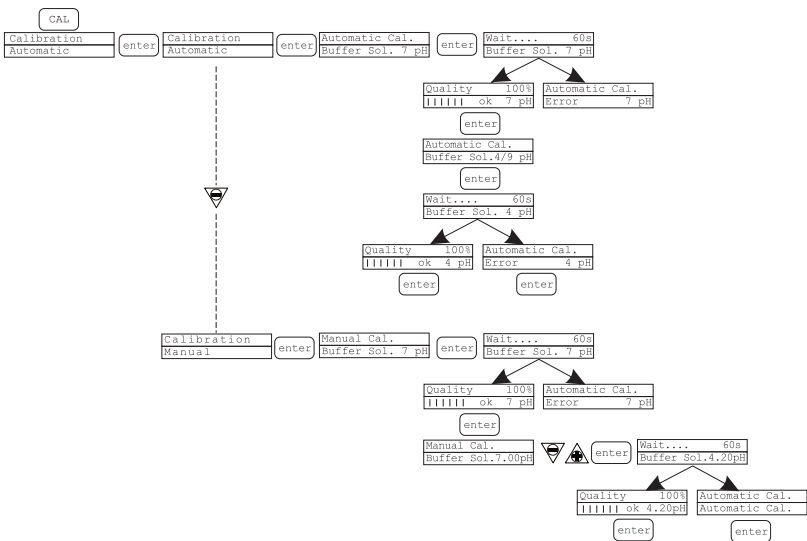 CAL
Calibration
Automatic
enter
Calibration
Automatic
enter
Automatic Cal.
Buffer Sol. 7 pH
enter
Wait.... 60s
Buffer Sol. 7 pH
Quality 100%
IIIIII ok 7 pH
Automatic Cal.
Error 7 pH
enter
Automatic Cal.
Buffer Sol.4/9 pH
enter
Wait.... 60s
Buffer Sol. 4 pH
Quality 100%
IIIIII ok 4 pH
Automatic Cal.
Error 4 pH
enter
enter
Calibration
Manual
enter
Manual Cal.
Buffer Sol. 7 pH
enter
Wait.... 60s
Buffer Sol. 7 pH
Quality 100%
IIIIII ok 7 pH
Automatic Cal.
Error 7 pH
enter
Manual Cal.
Buffer Sol.7.00pH
enter
Wait.... 60s
Buffer Sol.4.20pH
Quality 100%
IIIIII ok 4.20pH
Automatic Cal.
Automatic Cal.
enter
enter